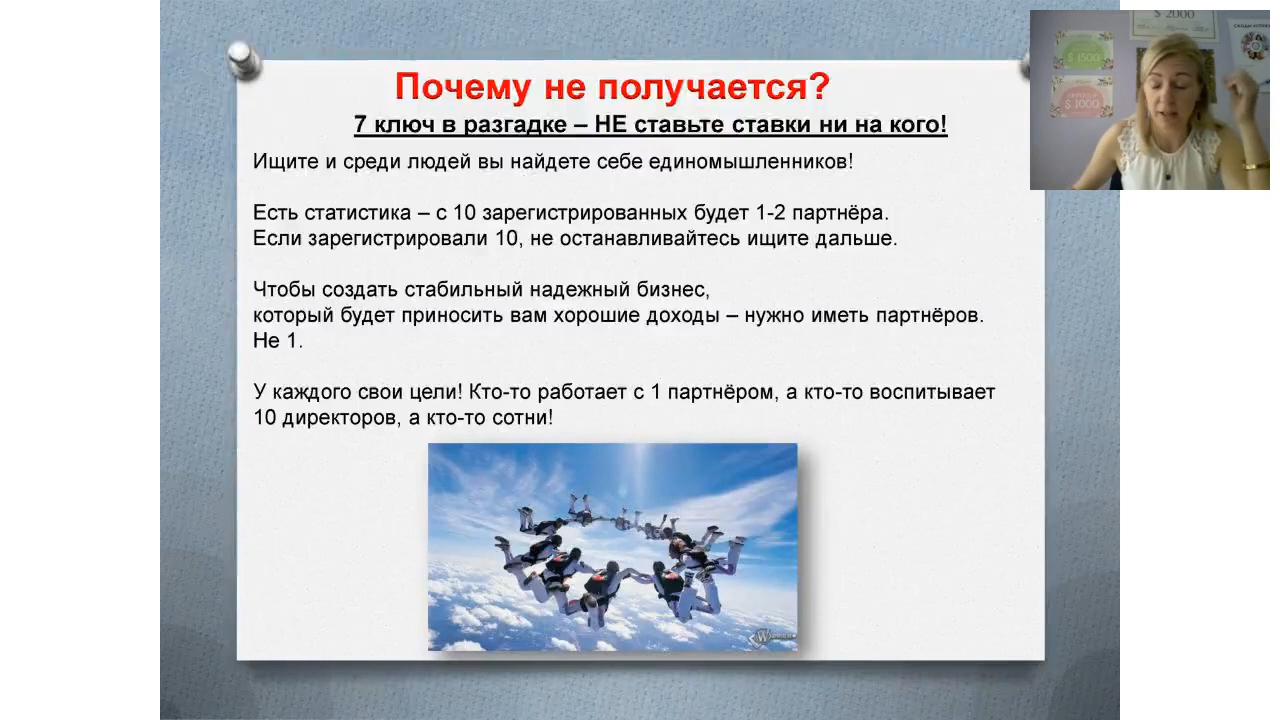 Почему не получается?
7 ключ в разгадке – НЕ ставьте ставки ни на кого!
Ищите и среди людей вы найдете себе единомышленников!
Есть статистика – с 10 зарегистрированных будет 1-2 партнёра.
Если зарегистрировали 10, не останавливайтесь ищите дальше.
Чтобы создать стабильный надежный бизнес,
который будет приносить вам хорошие доходы – нужно иметь партнёров.
Не 1.
У каждого свои цели! Кто-то работает с 1 партнёром, а кто-то воспитывает
10 директоров, а кто-то сотни!
$ 2000
$ 1500
$ 1000